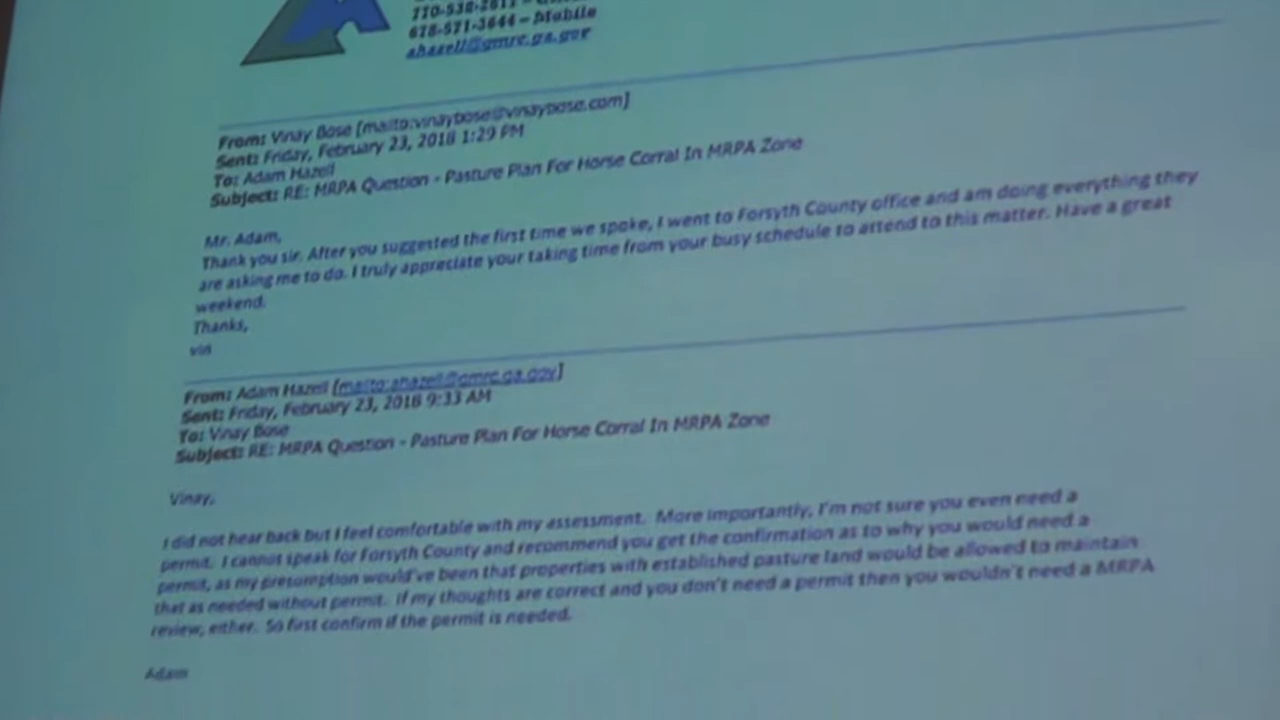 678-571-3644 – Mobile
ahazell@gmrc.ga.gov
From: Vinay Bose [mailto:vinaybose@vinaybose.com]
Sent: Friday, February 23, 2018 1:29 PM
To: Adam Hazell
Subject: RE: MRPA Question - Pasture Plan For Horse Corral In MRPA Zone
Mr. Adam,
Thank you sir. After you suggested the first time we spoke, I went to Forsyth County office and am doing everything they
are asking me to do. I truly appreciate your taking time from your busy schedule to attend to this matter. Have a great
weekend.
Thanks,
vin
From: Adam Hazell [mailto:ahazell@gmrc.ga.gov]
Sent: Friday, February 23, 2018 9:33 AM
To: Vinay Bose
Subject: RE: MRPA Question - Pasture Plan For Horse Corral In MRPA Zone
Vinay,
I did not hear back but I feel comfortable with my assessment. More importantly, I'm not sure you even need a
permit. I cannot speak for Forsyth County and recommend you get the confirmation as to why you would need a
permit, as my presumption would've been that properties with established pasture land would be allowed to maintain
that as needed without permit. If my thoughts are correct and you don't need a permit then you wouldn't need a MRPA
review, either. So first confirm if the permit is needed.
Adam